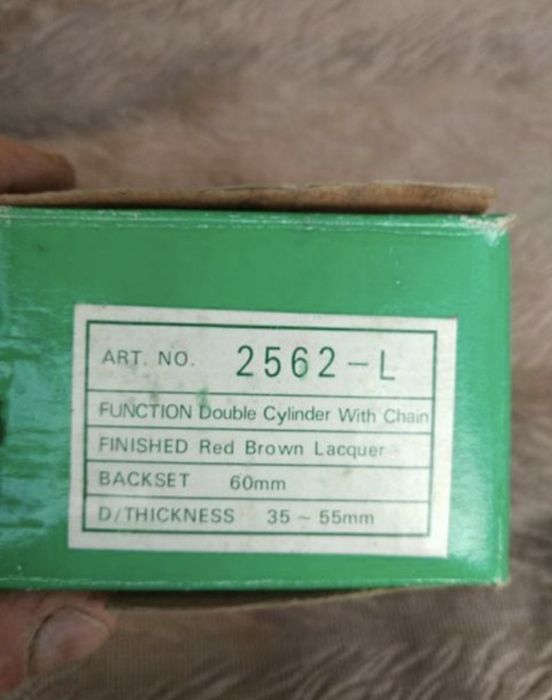 ART. NO. 2562-L
FUNCTION Double Cylinder With Chain
FINISHED Red Brown Lacquer
BACKSET 60mm
D/THICKNESS 35 ~ 55mm